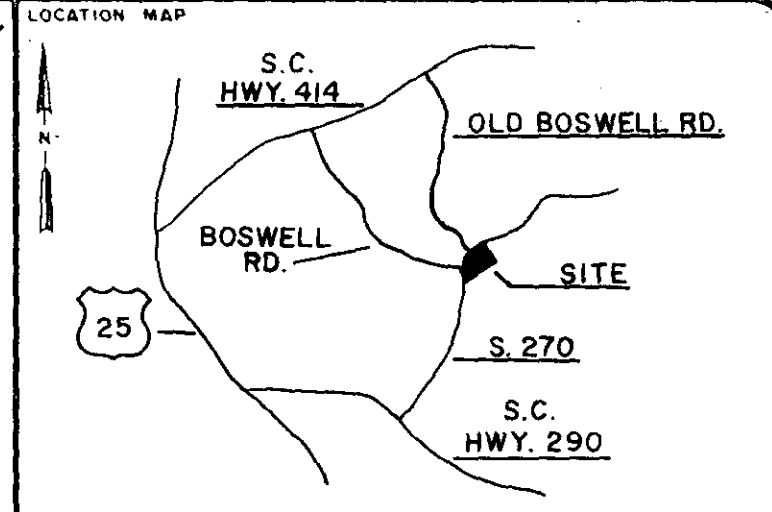 LOCATION MAP
N
S.C.
HWY. 414
OLD BOSWELL RD.
BOSWELL
RD.
SITE
25
S. 270
S.C.
HWY. 290